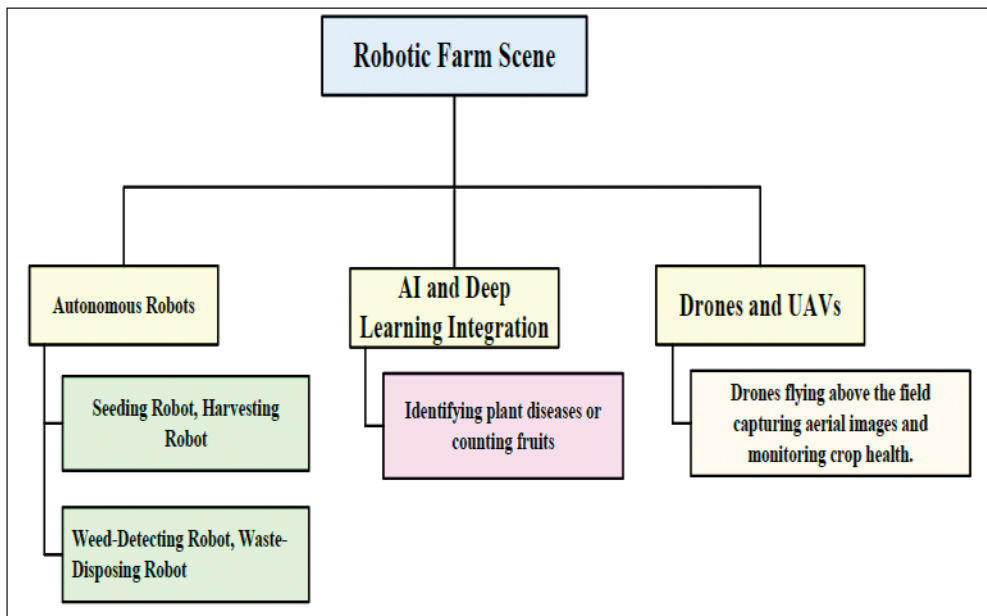 Robotic Farm Scene
Autonomous Robots
AI and Deep
Learning Integration
Drones and UAVs
Seeding Robot, Harvesting
Robot
Weed-Detecting Robot, Waste-
Disposing Robot
Identifying plant diseases or
counting fruits
Drones flying above the field
capturing aerial images and
monitoring crop health.